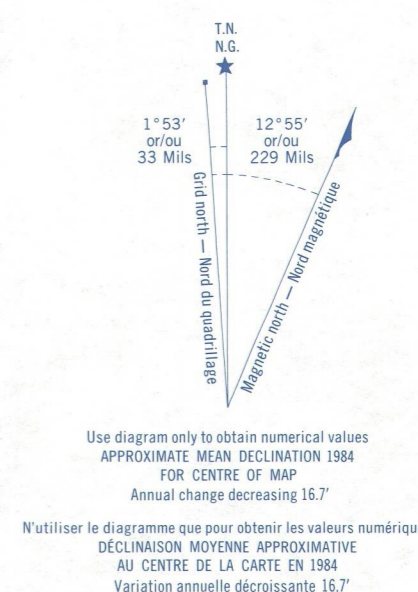 T.N.
N.G.
1°53′
or/ou
33 Mils
12°55′
or/ou
229 Mils
Grid north — Nord du quadrillage
Magnetic north — Nord magnétique
Use diagram only to obtain numerical values
APPROXIMATE MEAN DECLINATION 1984
FOR CENTRE OF MAP
Annual change decreasing 16.7′
N'utiliser le diagramme que pour obtenir les valeurs numériqu
DÉCLINAISON MOYENNE APPROXIMATIVE
AU CENTRE DE LA CARTE EN 1984
Variation annuelle décroissante 16.7′